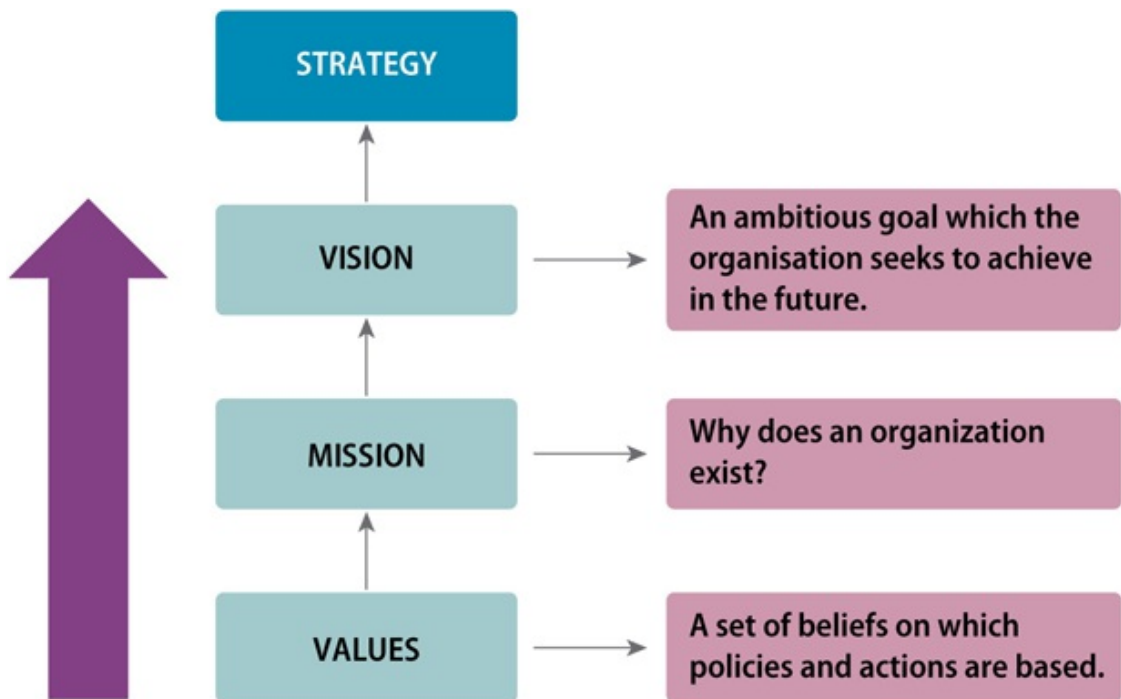 STRATEGY
VISION
An ambitious goal which the
organisation seeks to achieve
in the future.
MISSION
Why does an organization
exist?
VALUES
A set of beliefs on which
policies and actions are based.